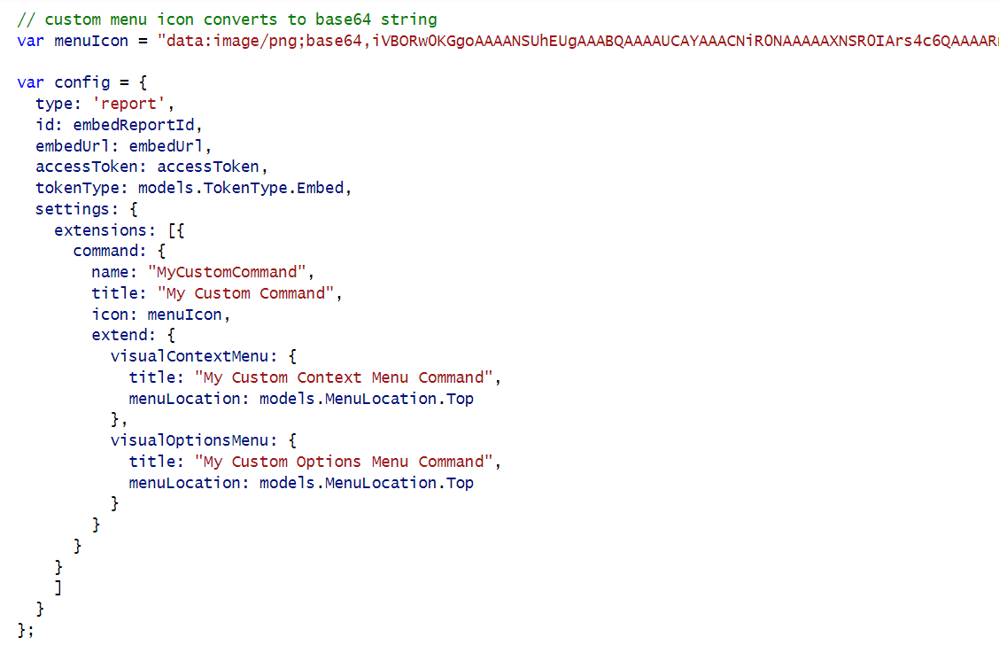 // custom menu icon converts to base64 string
var menuIcon = "data:image/png;base64,iVBORw0KGgoAAAANSUhEUgAAABQAAAAUCAYAAACNiR0NAAAAAXNSR0IArs4c6QAAAAR
var config = {
type: 'report',
id: embedReportId,
embedUrl: embedUrl,
accessToken: accessToken,
tokenType: models.TokenType.Embed,
settings: {
extensions: [{
command: {
name: "MyCustomCommand",
title: "My Custom Command",
icon: menuIcon,
extend: {
visualContextMenu: {
title: "My Custom Context Menu Command",
menuLocation: models.MenuLocation.Top
},
visualOptionsMenu: {
title: "My Custom Options Menu Command",
menuLocation: models.MenuLocation.Top
}
}
}
}
]
}
};